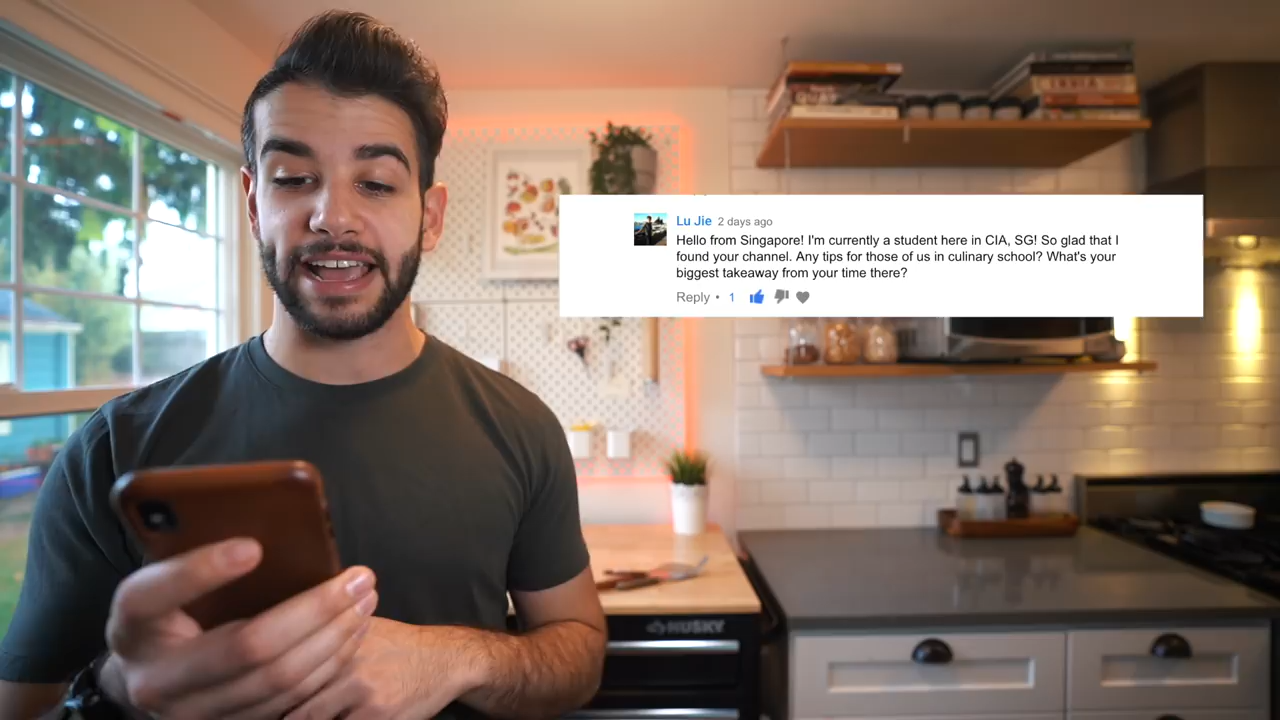 Lu Jie 2 days ago
Hello from Singapore! I'm currently a student here in CIA, SG! So glad that I
found your channel. Any tips for those of us in culinary school? What's your
biggest takeaway from your time there?
Reply • 1
HUSKY